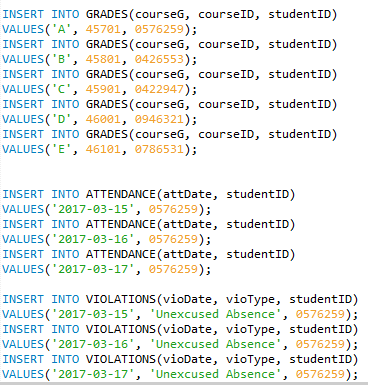 INSERT INTO GRADES(courseG, courseID, studentID)
VALUES('A', 45701, 0576259);
INSERT INTO GRADES(courseG, courseID, studentID)
VALUES('B', 45801, 0426553);
INSERT INTO GRADES(courseG, courseID, studentID)
VALUES('C', 45901, 0422947);
INSERT INTO GRADES(courseG, courseID, studentID)
VALUES('D', 46001, 0946321);
INSERT INTO GRADES(courseG, courseID, studentID)
VALUES('E', 46101, 0786531);
INSERT INTO ATTENDANCE(attDate, studentID)
VALUES('2017-03-15', 0576259);
INSERT INTO ATTENDANCE(attDate, studentID)
VALUES('2017-03-16', 0576259);
INSERT INTO ATTENDANCE(attDate, studentID)
VALUES('2017-03-17', 0576259);
INSERT INTO VIOLATIONS(vioDate, vioType, studentID)
VALUES('2017-03-15', 'Unexcused Absence', 0576259);
INSERT INTO VIOLATIONS(vioDate, vioType, studentID)
VALUES('2017-03-16', 'Unexcused Absence', 0576259);
INSERT INTO VIOLATIONS(vioDate, vioType, studentID)
VALUES('2017-03-17', 'Unexcused Absence', 0576259);